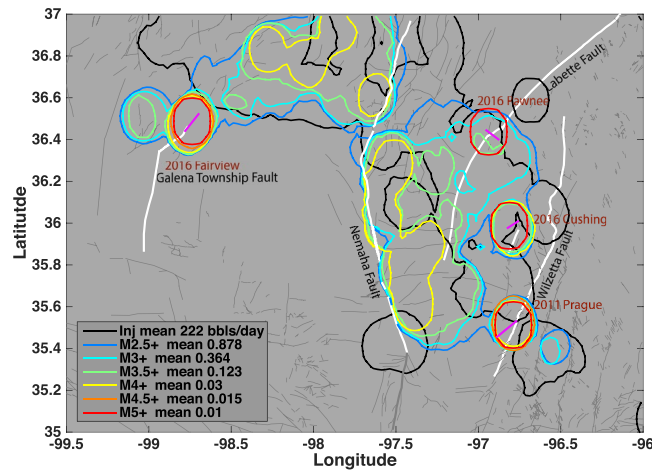 37
36.8
36.6
36.4
36.2
36
35.8
35.6
35.4
35.2
35
Latitutde
-99.5
-99
-98.5
-98
-97.5
-97
-96.5
-96
Longitude
2016 Pawnee
Labette Fault
2016 Fairview
Galena Township Fault
2016 Cushing
Nemaha Fault
Wilzetta Fault
2011 Prague
Inj mean 222 bbls/day
M2.5+ mean 0.878
M3+ mean 0.364
M3.5+ mean 0.123
M4+ mean 0.03
M4.5+ mean 0.015
M5+ mean 0.01